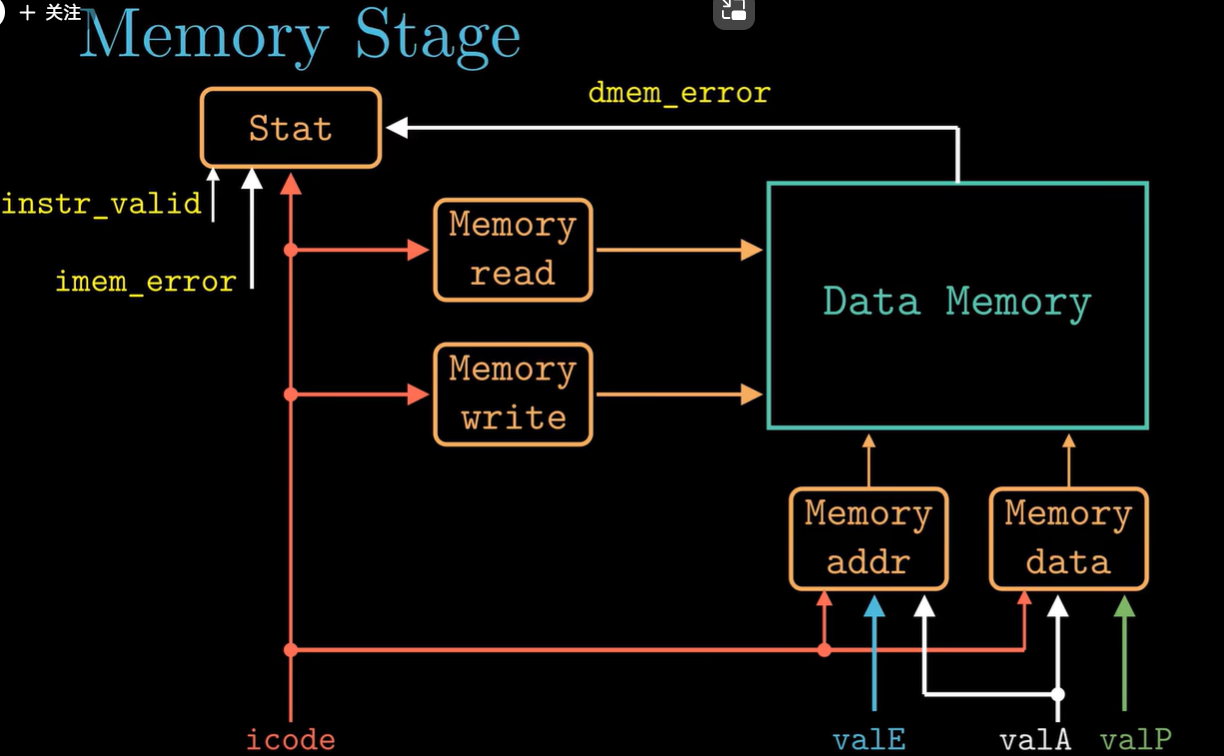 + 关注
Memory Stage
dmem_error
Stat
instr_valid
Memory
read
imem_error
Data Memory
Memory
write
Memory
addr
Memory
data
icode
valE
valA
valP